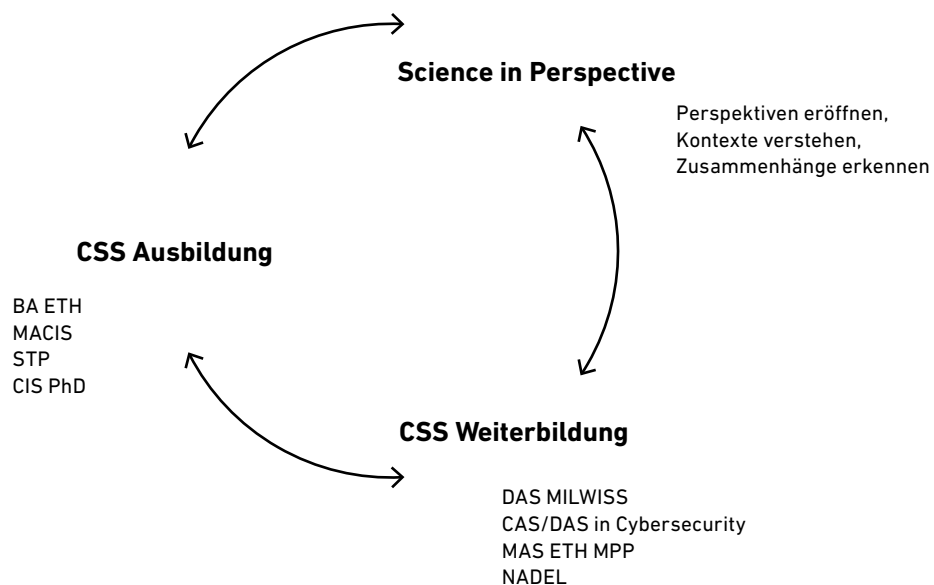 Science in Perspective
Perspektiven eröffnen,
Kontexte verstehen,
Zusammenhänge erkennen
CSS Ausbildung
BA ETH
MACIS
STP
CIS PhD
CSS Weiterbildung
DAS MILWISS
CAS/DAS in Cybersecurity
MAS ETH MPP
NADEL